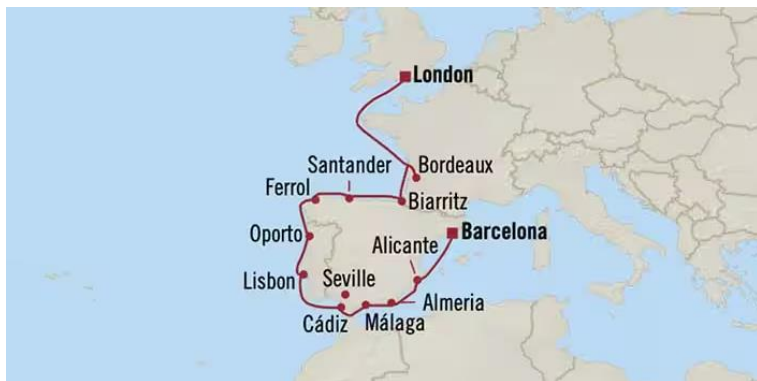 London
Santander
Bordeaux
Ferrol
Biarritz
Oporto
Barcelona
Alicante
Lisbon
Seville
Almeria
Cádiz
Málaga